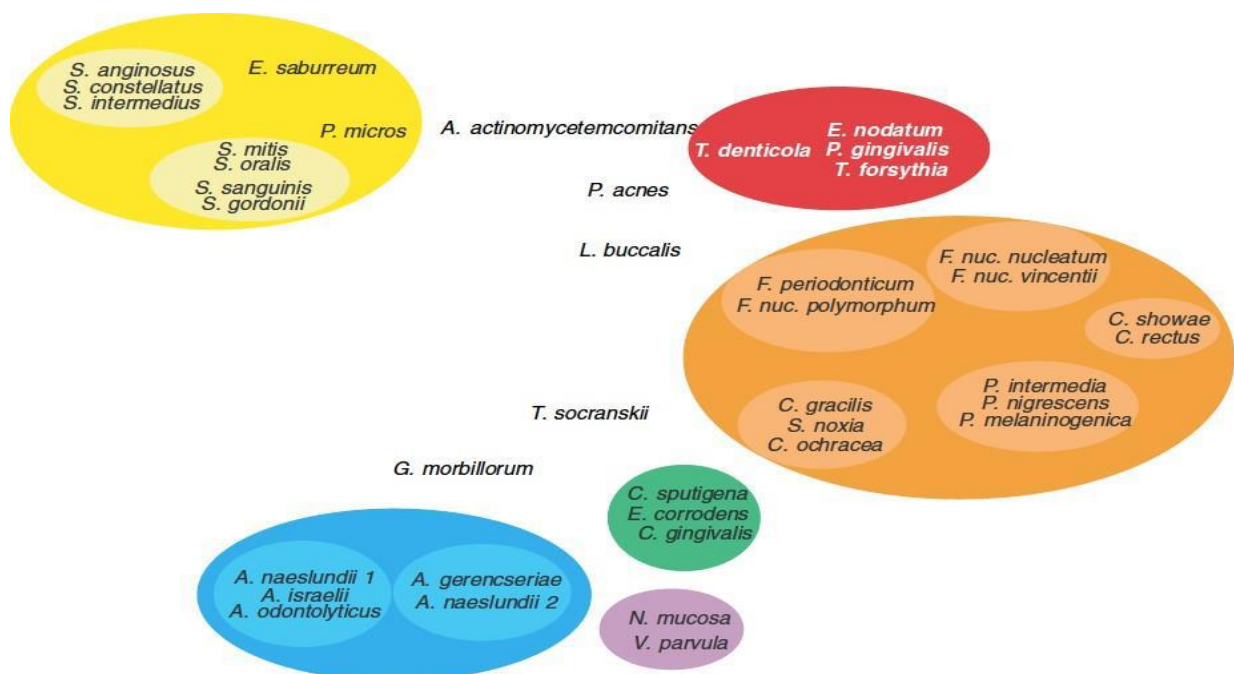 S. anginosus
S. constellatus
S. intermedius
E. saburreum
P. micros
S. mitis
S. oralis
S. sanguinis
S. gordonii
A. actinomycetemcomitans
P. acnes
L. buccalis
T. socranskii
G. morbillorum
T. denticola
E. nodatum
P. gingivalis
T. forsythia
F. periodonticum
F. nuc. polymorphum
F. nuc. nucleatum
F. nuc. vincentii
C. showae
C. rectus
P. intermedia
P. nigrescens
P. melaninogenica
C. gracilis
S. noxia
C. ochracea
C. sputigena
E. corrodens
C. gingivalis
A. naeslundii 1
A. israelii
A. odontolyticus
A. gerencseriae
A. naeslundii 2
N. mucosa
V. parvula